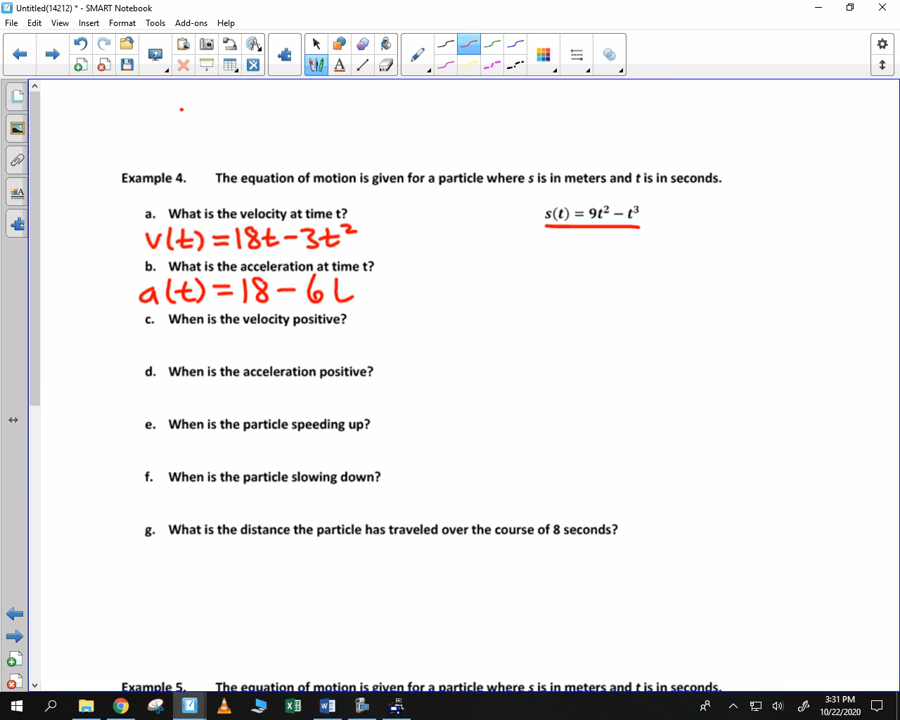 Untitled(14212) * - SMART Notebook
File Edit View Insert Format Tools Add-ons Help
Example 4. The equation of motion is given for a particle where s is in meters and t is in seconds.
a. What is the velocity at time t? s(t) = 9t² − t³
v(t) = 18t − 3t²
b. What is the acceleration at time t?
a(t) = 18 − 6
c. When is the velocity positive?
d. When is the acceleration positive?
e. When is the particle speeding up?
f. When is the particle slowing down?
g. What is the distance the particle has traveled over the course of 8 seconds?
Example 5. The equation of motion is given for a particle where s is in meters and t is in seconds.
3:31 PM
10/22/2020